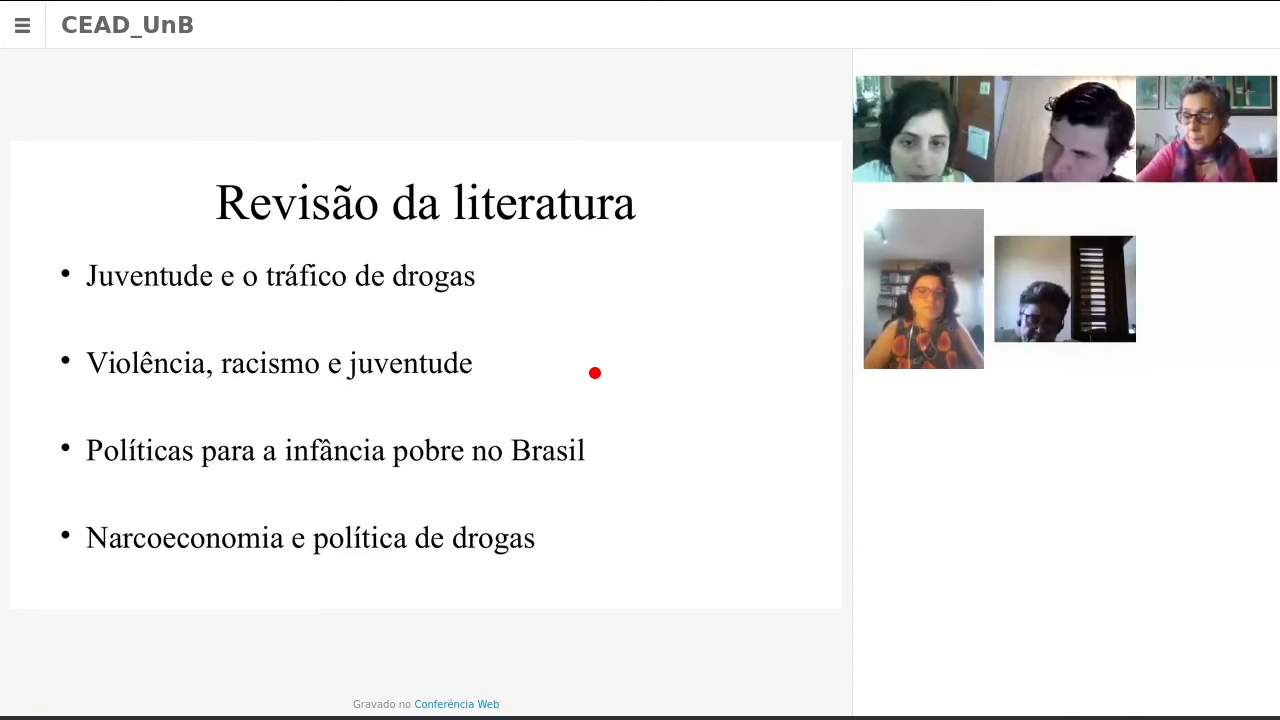 CEAD_UnB
Revisão da literatura
• Juventude e o tráfico de drogas
• Violência, racismo e juventude
• Políticas para a infância pobre no Brasil
• Narcoeconomia e política de drogas
Gravado no Conferência Web